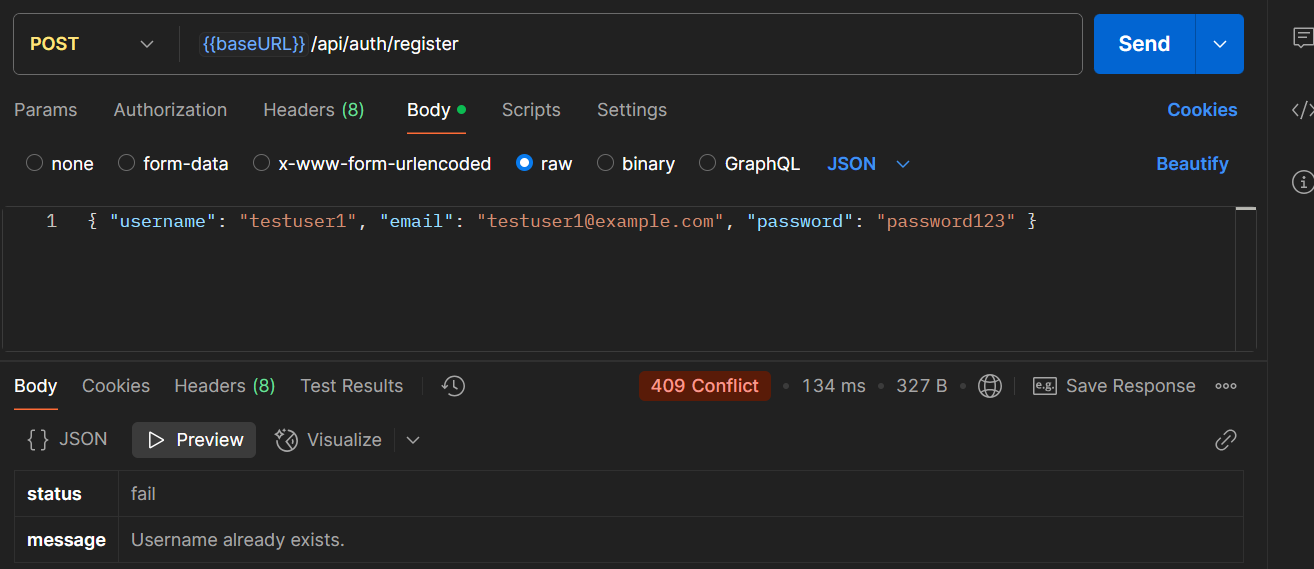 POST {{baseURL}} /api/auth/register Send
Params Authorization Headers (8) Body Scripts Settings Cookies
none form-data x-www-form-urlencoded raw binary GraphQL JSON Beautify
1 { "username": "testuser1", "email": "testuser1@example.com", "password": "password123" }
Body Cookies Headers (8) Test Results 409 Conflict • 134 ms • 327 B • e.g. Save Response
{} JSON Preview Visualize
status fail
message Username already exists.